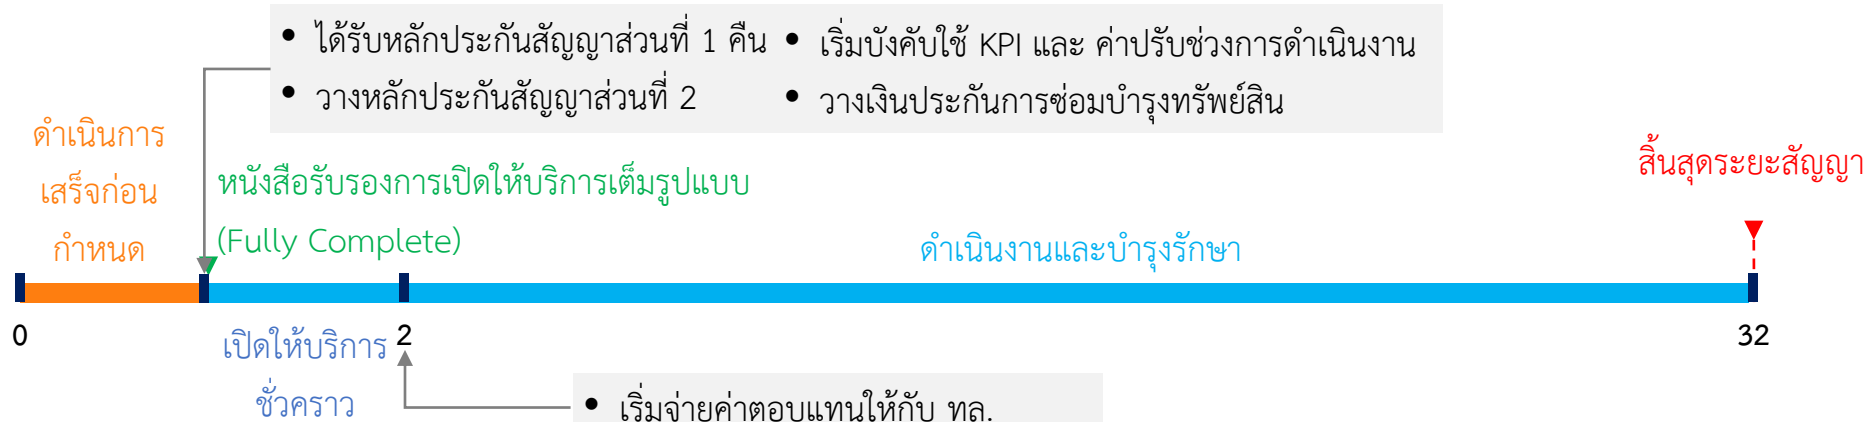 • ได้รับหลักประกันสัญญาส่วนที่ 1 คืน
• วางหลักประกันสัญญาส่วนที่ 2
• เริ่มบังคับใช้ KPI และ ค่าปรับช่วงการดำเนินงาน
• วางเงินประกันการซ่อมบำรุงทรัพย์สิน
ดำเนินการ
เสร็จก่อน
กำหนด
หนังสือรับรองการเปิดให้บริการเต็มรูปแบบ
(Fully Complete)
ดำเนินงานและบำรุงรักษา
สิ้นสุดระยะสัญญา
0
2
32
เปิดให้บริการ
ชั่วคราว
• เริ่มจ่ายค่าตอบแทนให้กับ ทล.